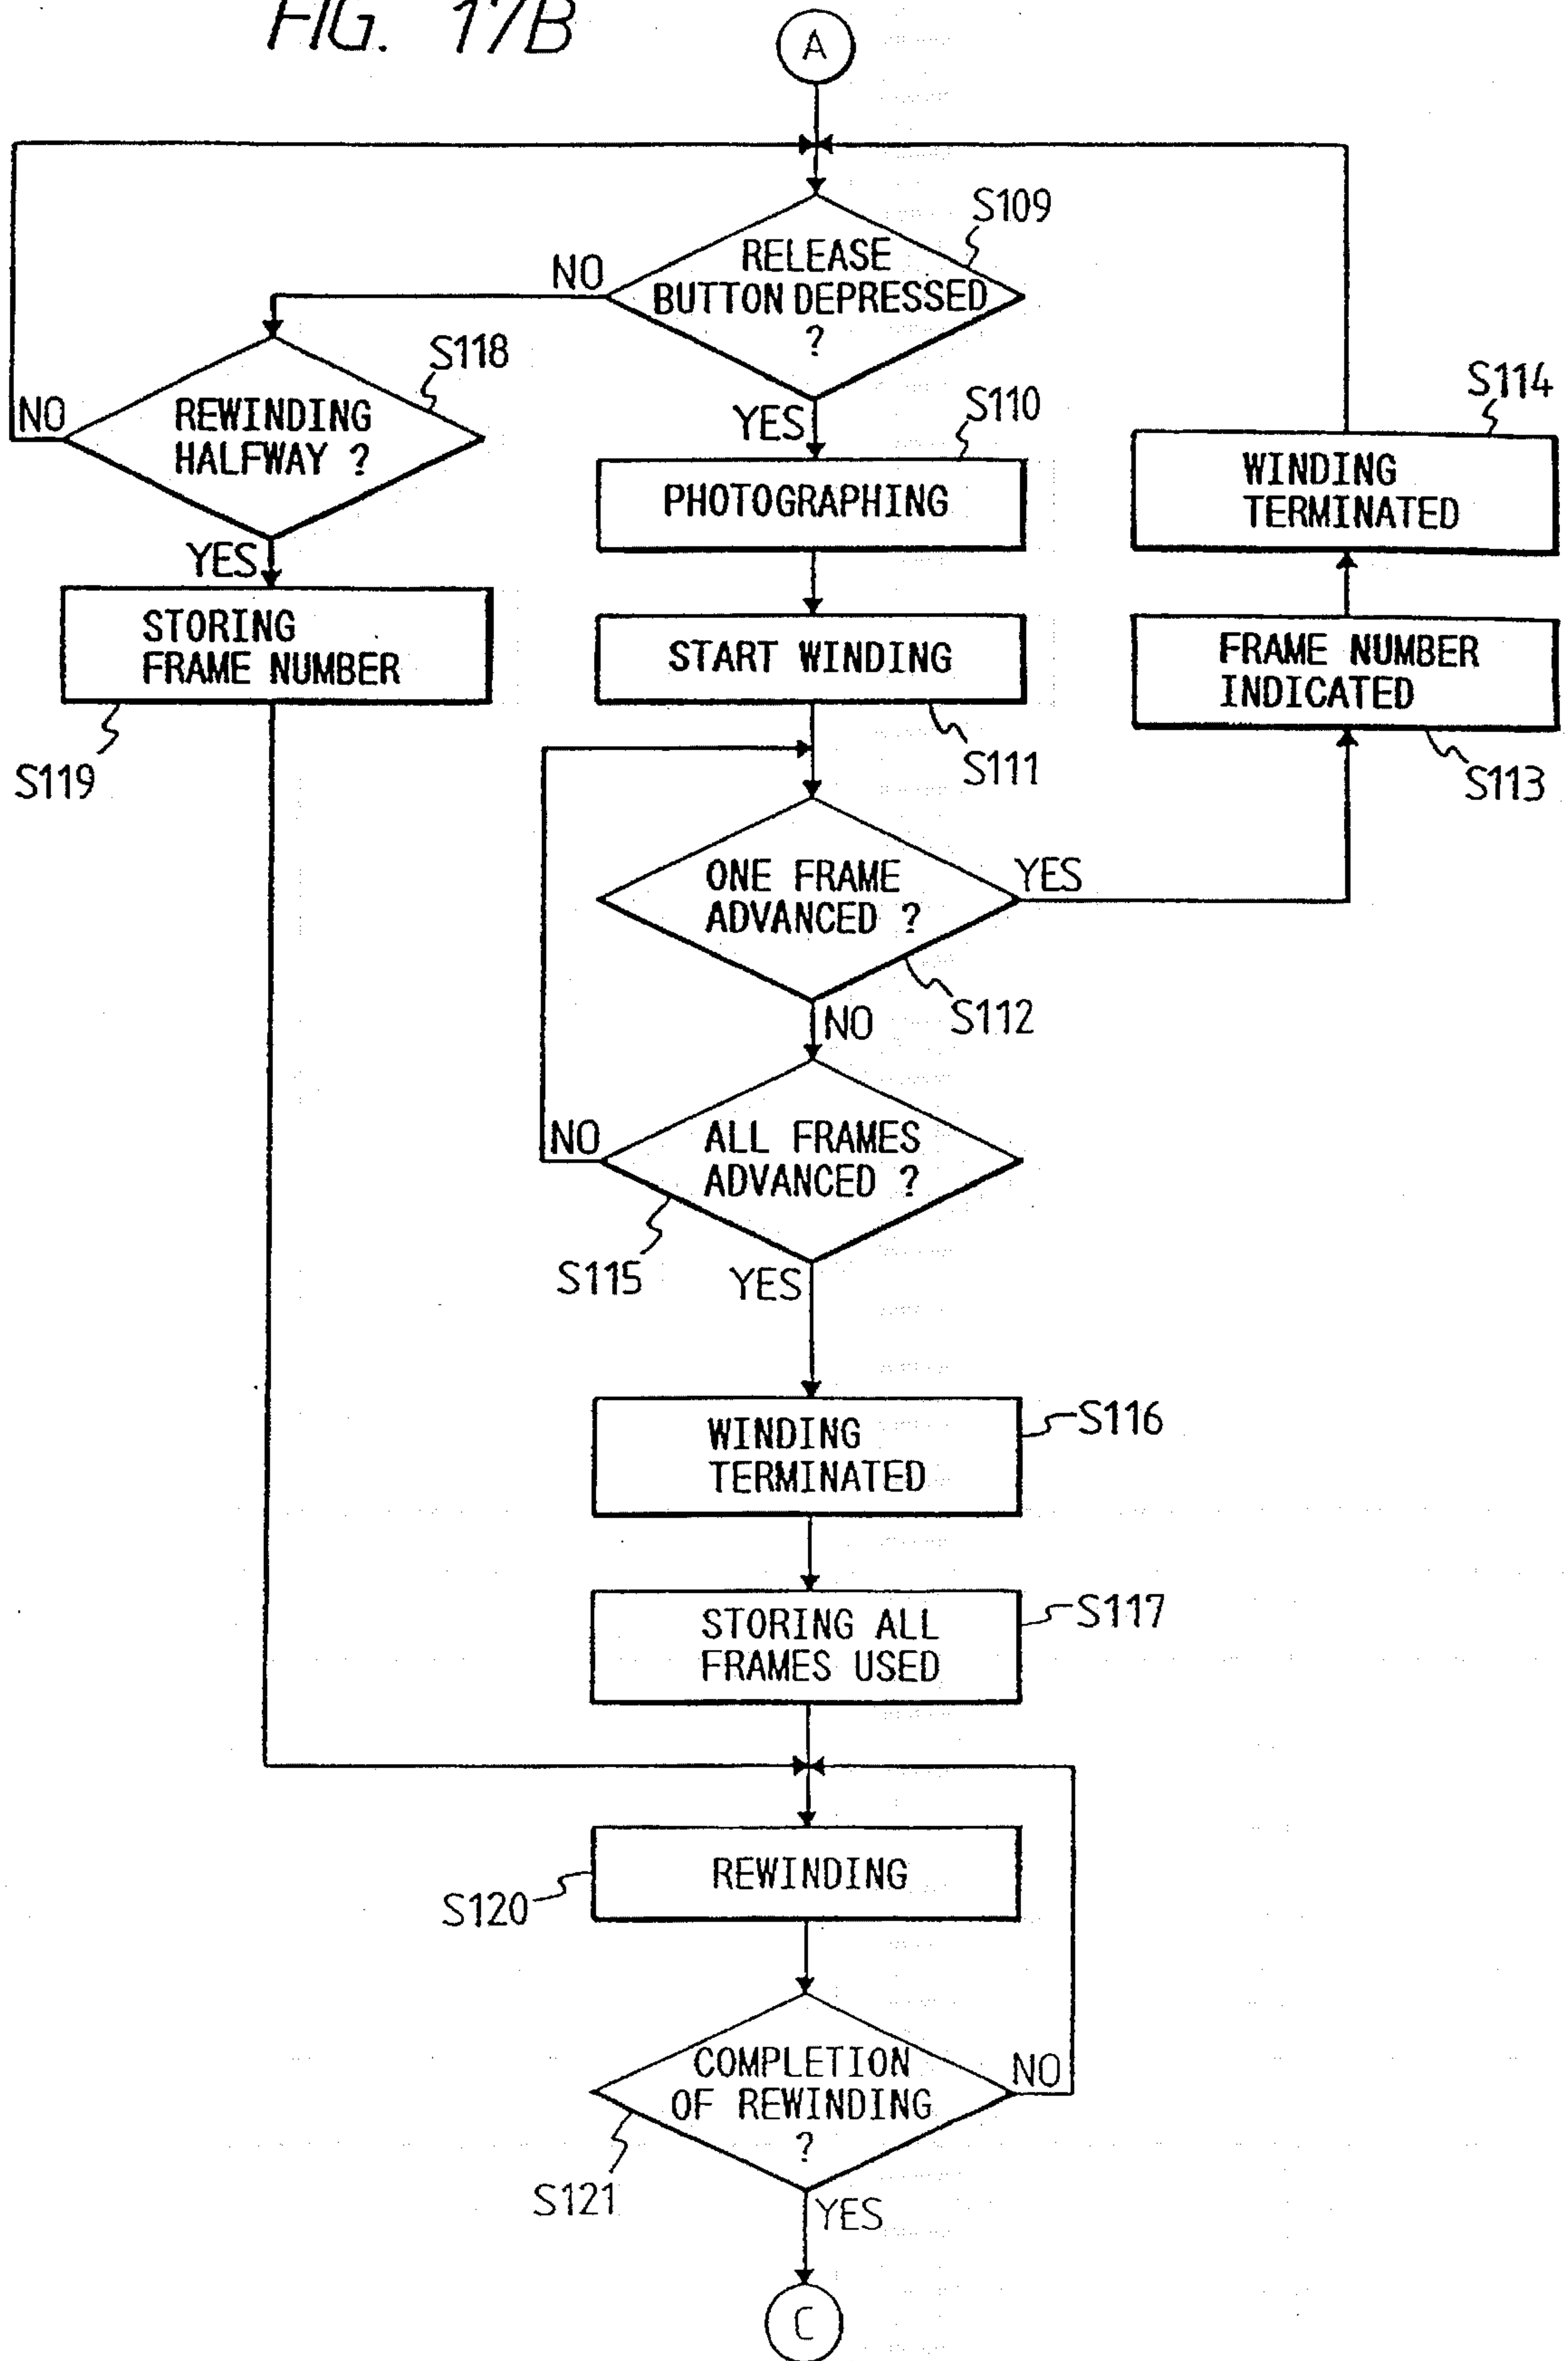 FIG. 17B
A
S109
RELEASE
BUTTON DEPRESSED
?
NO
YES
S118
REWINDING
HALFWAY ?
NO
YES
S110
PHOTOGRAPHING
S114
WINDING
TERMINATED
STORING
FRAME NUMBER
S119
START WINDING
S111
FRAME NUMBER
INDICATED
S113
ONE FRAME
ADVANCED ?
YES
S112
NO
ALL FRAMES
ADVANCED ?
NO
S115
YES
WINDING
TERMINATED
S116
STORING ALL
FRAMES USED
S117
REWINDING
S120
COMPLETION
OF REWINDING
?
NO
S121
YES
C